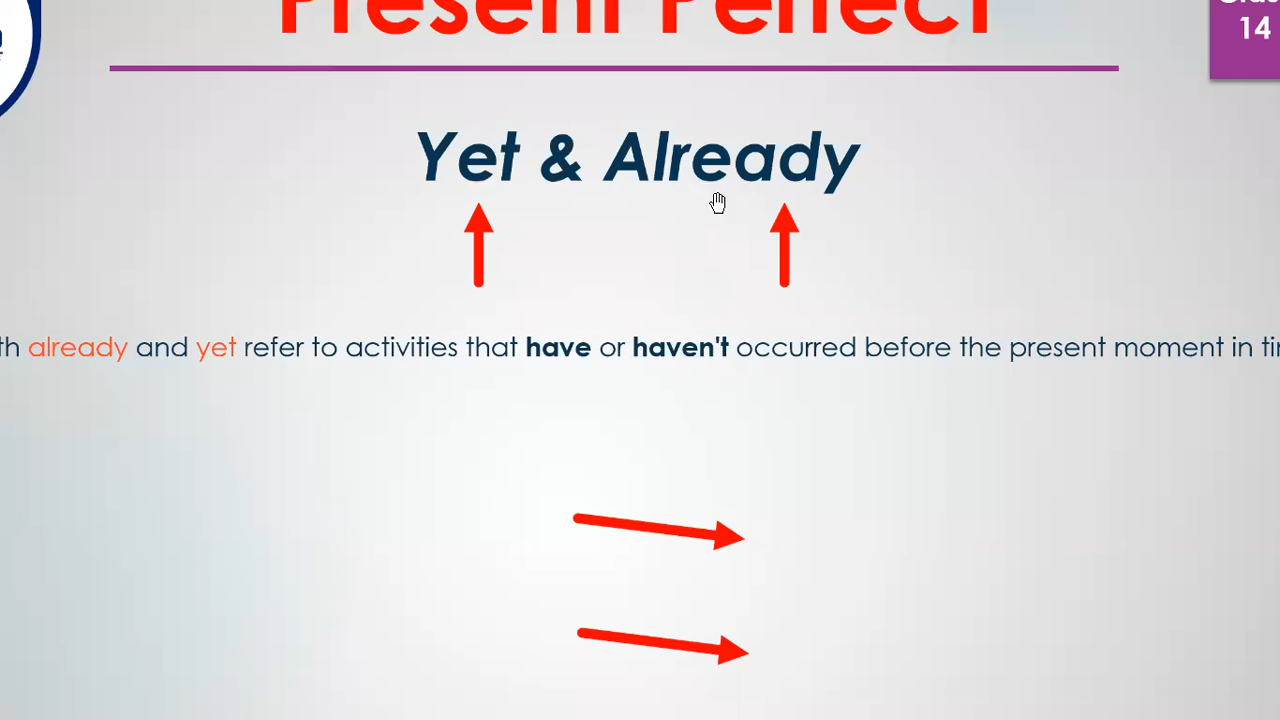 Present Perfect
14
Yet & Already
already and yet refer to activities that have or haven't occurred before the present moment in